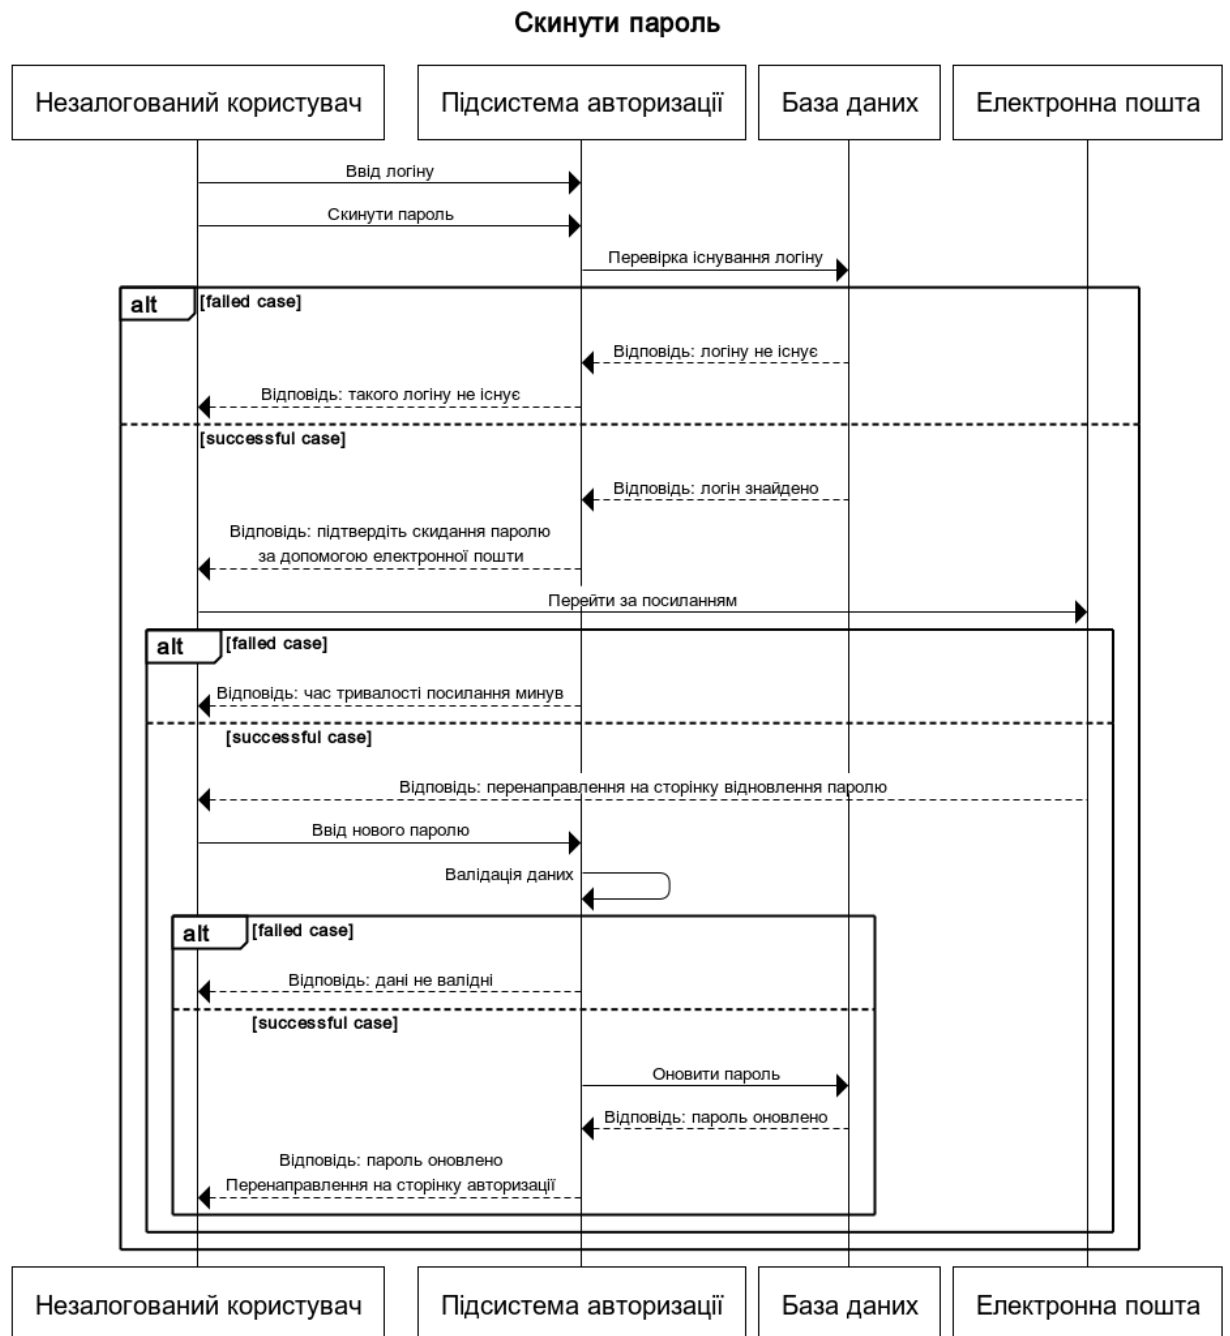 Скинути пароль
Незалогований користувач
Підсистема авторизації
База даних
Електронна пошта
Ввід логіну
Скинути пароль
Перевірка існування логіну
alt
[failed case]
Відповідь: логіну не існує
Відповідь: такого логіну не існує
[successful case]
Відповідь: логін знайдено
Відповідь: підтвердіть скидання паролю
за допомогою електронної пошти
Перейти за посиланням
alt
[failed case]
Відповідь: час тривалості посилання минув
[successful case]
Відповідь: перенаправлення на сторінку відновлення паролю
Ввід нового паролю
Валідація даних
alt
[failed case]
Відповідь: дані не валідні
[successful case]
Оновити пароль
Відповідь: пароль оновлено
Відповідь: пароль оновлено
Перенаправлення на сторінку авторизації
Незалогований користувач
Підсистема авторизації
База даних
Електронна пошта